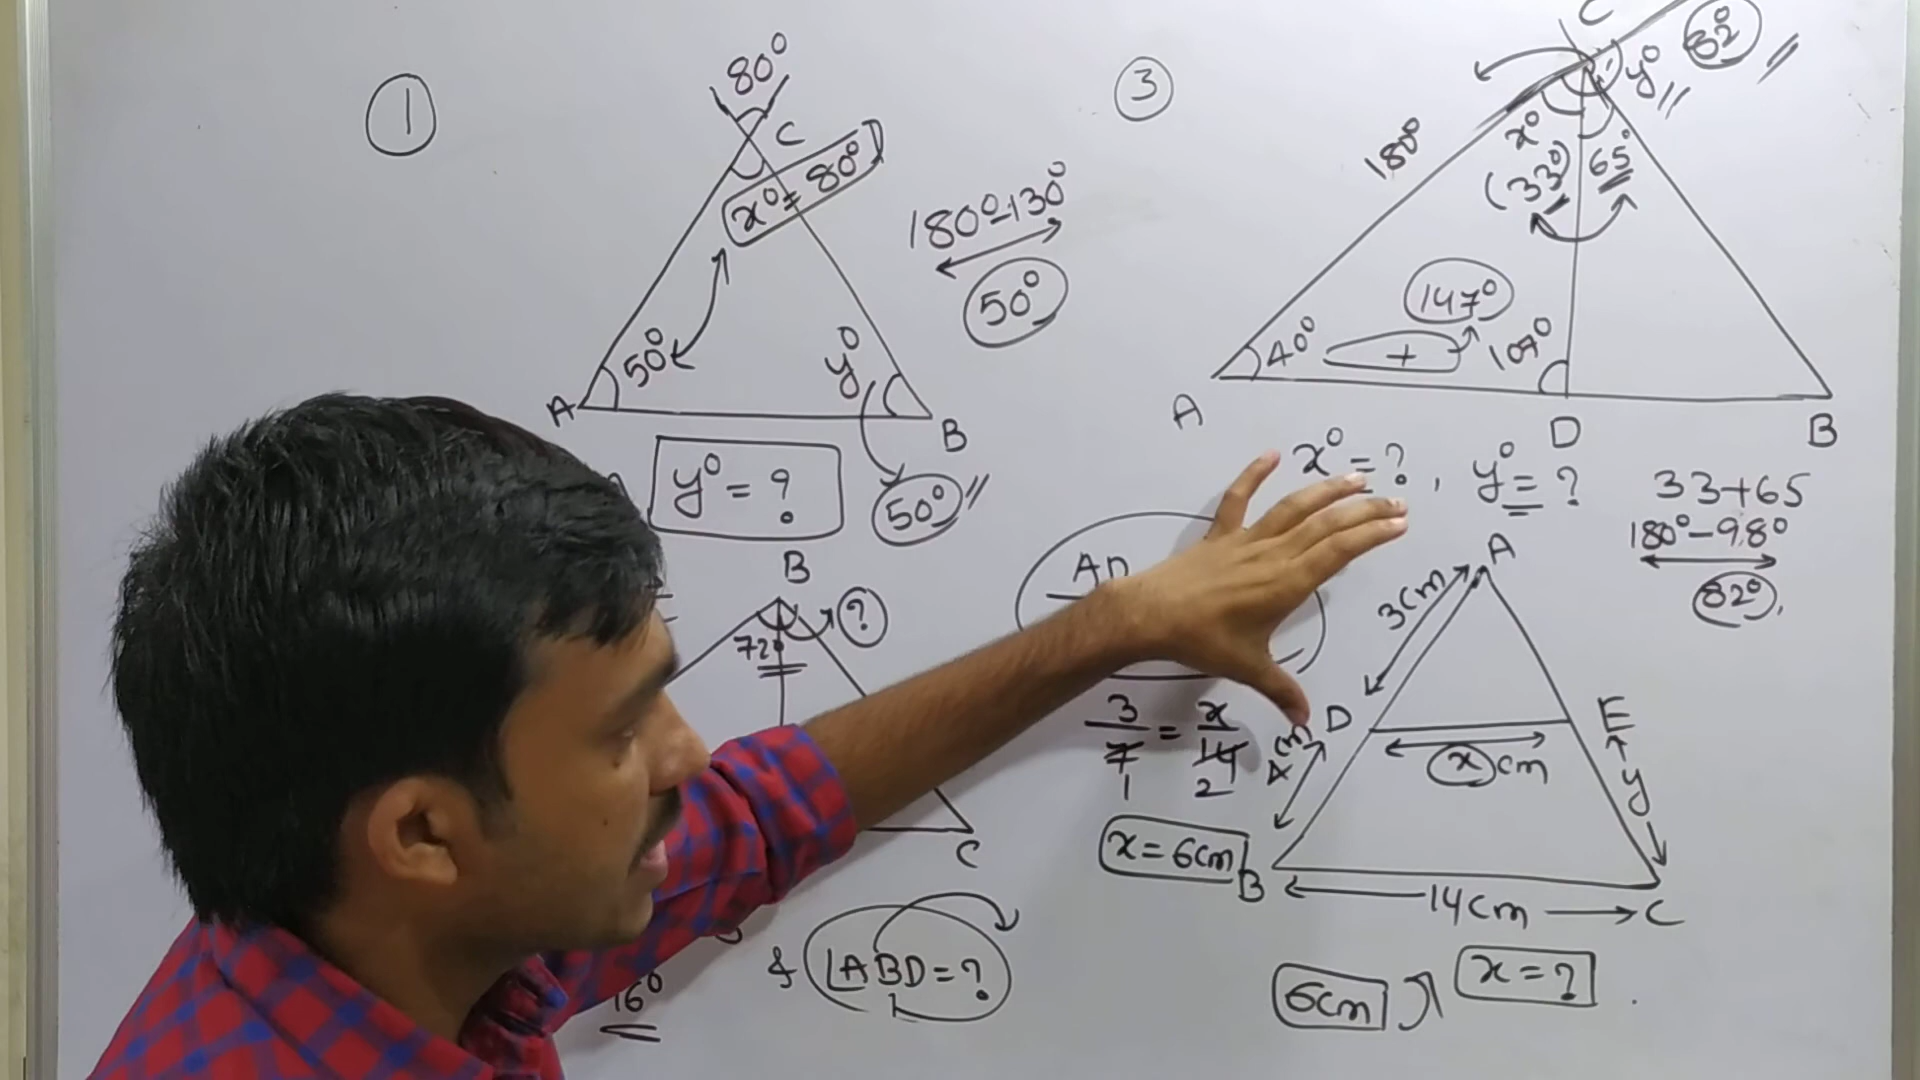 1
80°
C
x° = 80°
50°
y°
A
B
y° = ?
50°
180° - 130°
50°
3
C
82°
y°
x°
(33°)
65°
180°
147°
40°
+
107°
A
D
B
x° = ?, y° = ?
33+65
180° - 98°
82°
B
72°
?
C
16°
& ∠ABD = ?
AD
3/7 = x/14
1 2
x = 6cm
A
3cm
D
E
4cm
x cm
y
B
14cm
C
6cm
x = ?